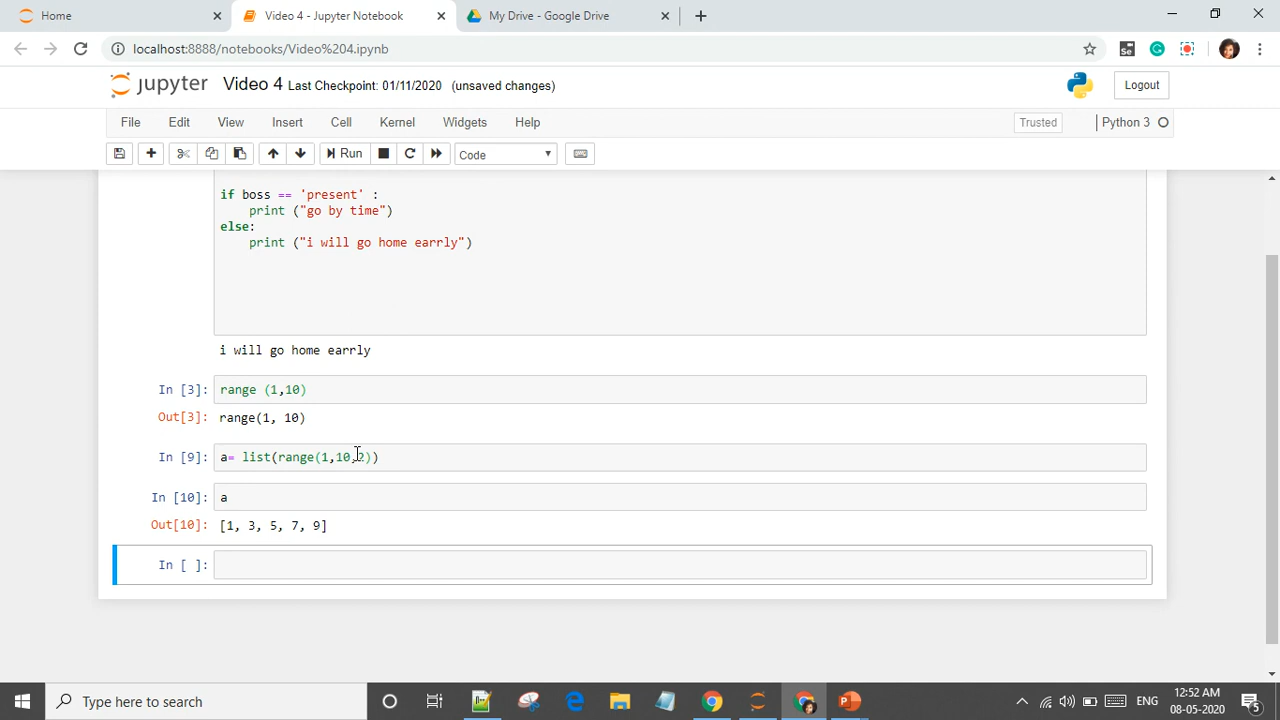 Home
Video 4 - Jupyter Notebook
My Drive - Google Drive
localhost:8888/notebooks/Video%204.ipynb
jupyter Video 4 Last Checkpoint: 01/11/2020 (unsaved changes)
Logout
File Edit View Insert Cell Kernel Widgets Help
Trusted
Python 3
Run
Code
if boss == 'present' :
print ("go by time")
else:
print ("i will go home earrly")
i will go home earrly
In [3]: range (1,10)
Out[3]: range(1, 10)
In [9]: a= list(range(1,10,2))
In [10]: a
Out[10]: [1, 3, 5, 7, 9]
In [ ]:
Type here to search
ENG
12:52 AM
08-05-2020
5